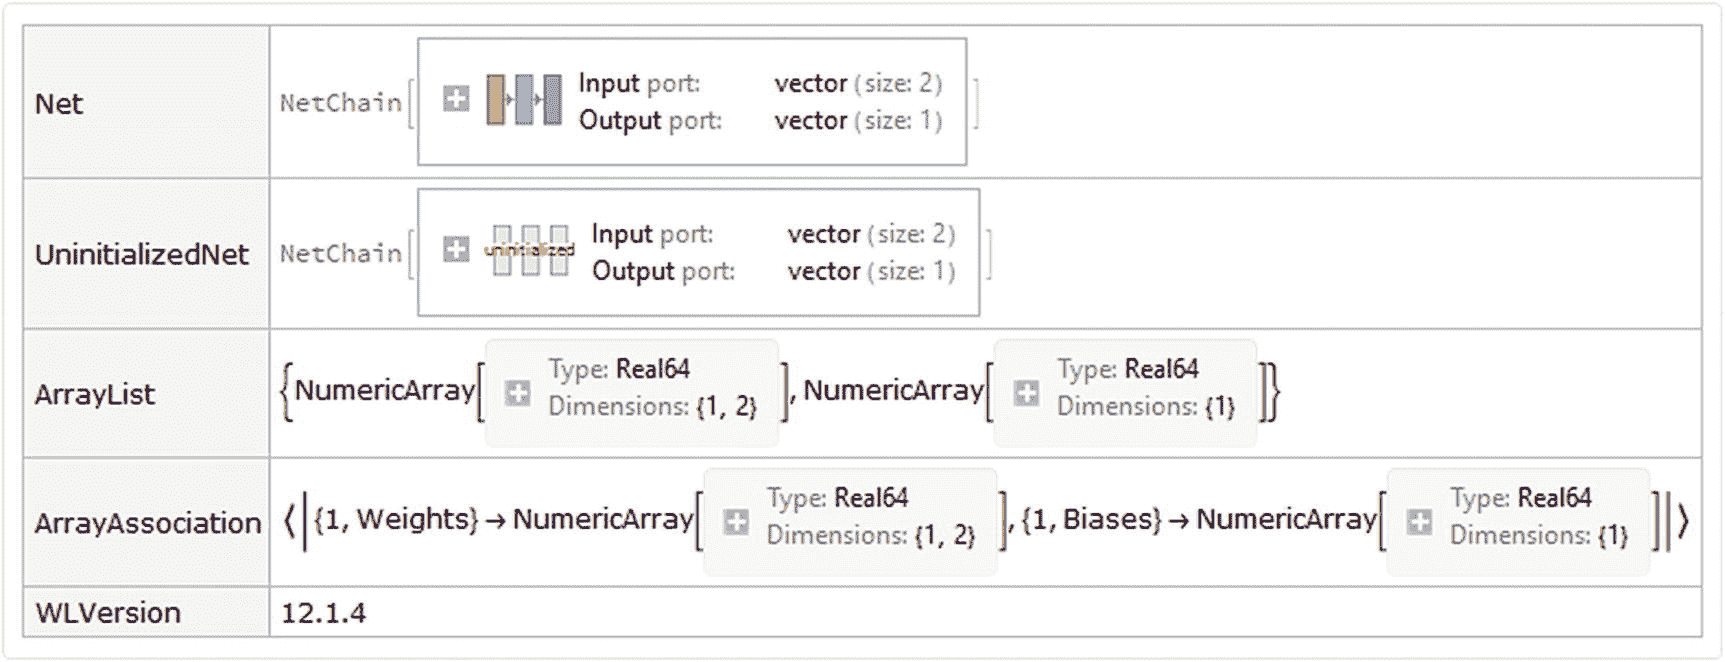 Net
NetChain[
Input port: vector (size: 2)
Output port: vector (size: 1)
]
UninitializedNet
NetChain[
uninitialized
Input port: vector (size: 2)
Output port: vector (size: 1)
]
ArrayList
{NumericArray[ Type: Real64 Dimensions: {1, 2} ], NumericArray[ Type: Real64 Dimensions: {1} ]}
ArrayAssociation
⟨|{1, Weights} → NumericArray[ Type: Real64 Dimensions: {1, 2} ], {1, Biases} → NumericArray[ Type: Real64 Dimensions: {1} ]|⟩
WLVersion
12.1.4